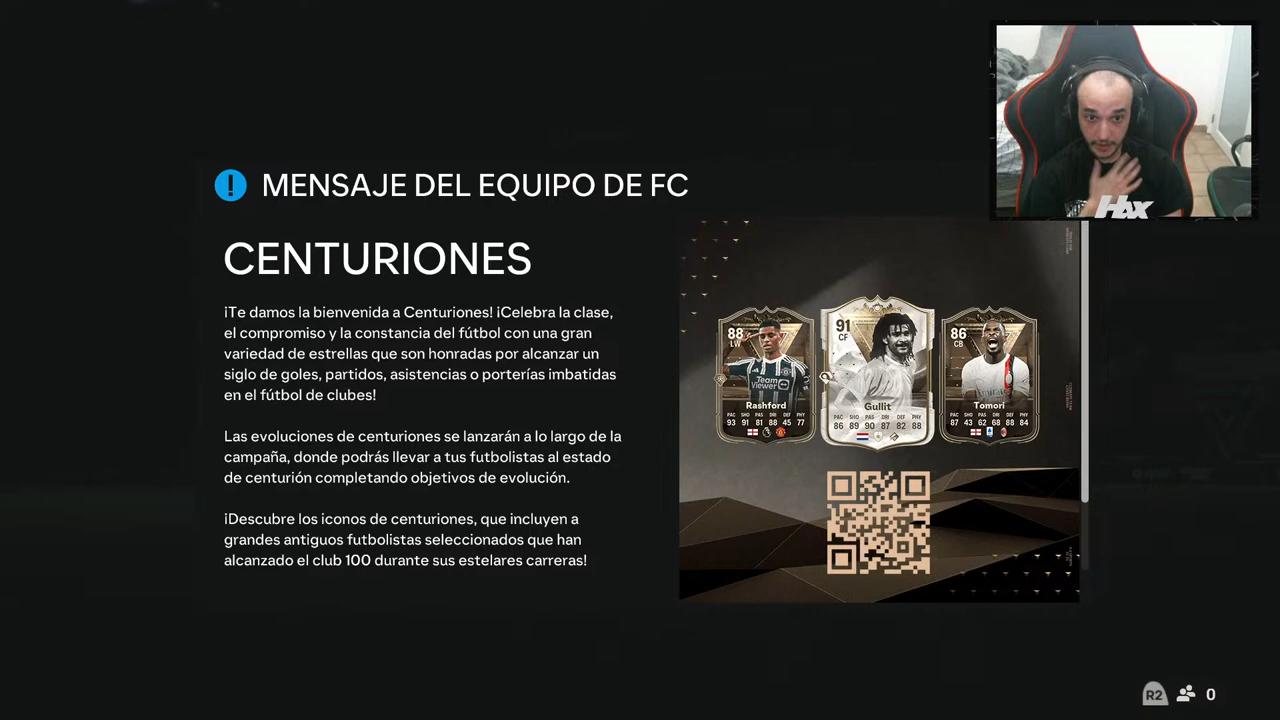 MENSAJE DEL EQUIPO DE FC
CENTURIONES
¡Te damos la bienvenida a Centuriones! ¡Celebra la clase,
el compromiso y la constancia del fútbol con una gran
variedad de estrellas que son honradas por alcanzar un
siglo de goles, partidos, asistencias o porterías imbatidas
en el fútbol de clubes!
Las evoluciones de centuriones se lanzarán a lo largo de la
campaña, donde podrás llevar a tus futbolistas al estado
de centurión completando objetivos de evolución.
¡Descubre los iconos de centuriones, que incluyen a
grandes antiguos futbolistas seleccionados que han
alcanzado el club 100 durante sus estelares carreras!
88
LW
TeamViewer
Rashford
PAC SHO PAS DRI DEF PHY
93 91 81 88 45 77
91
CF
Gullit
PAC SHO PAS DRI DEF PHY
86 89 90 87 82 88
86
CB
Tomori
PAC SHO PAS DRI DEF PHY
87 43 62 68 88 84
HAX
R2 0